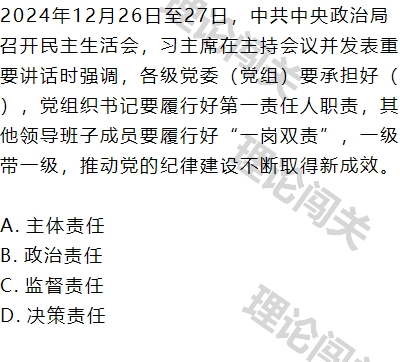 2024年12月26日至27日，中共中央政治局
召开民主生活会，习主席在主持会议并发表重
要讲话时强调，各级党委（党组）要承担好（
），党组织书记要履行好第一责任人职责，其
他领导班子成员要履行好“一岗双责”，一级
带一级，推动党的纪律建设不断取得新成效。
A. 主体责任
B. 政治责任
C. 监督责任
D. 决策责任
理论闯关
理论闯关
理论闯关